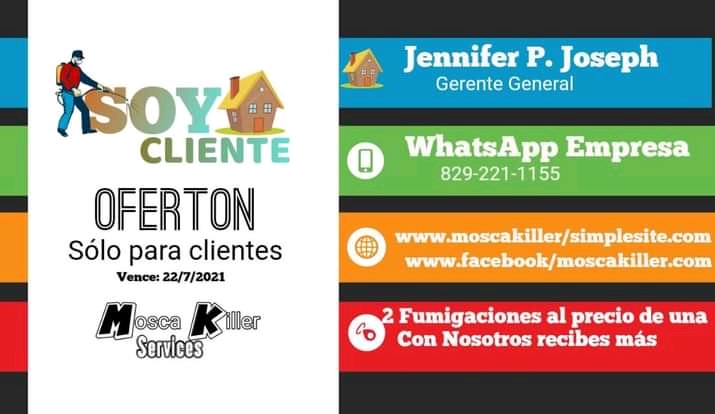 SOY
CLIENTE
OFERTON
Sólo para clientes
Vence: 22/7/2021
Mosca Killer
Services
Jennifer P. Joseph
Gerente General
WhatsApp Empresa
829-221-1155
www.moscakiller/simplesite.com
www.facebook/moscakiller.com
2 Fumigaciones al precio de una
Con Nosotros recibes más